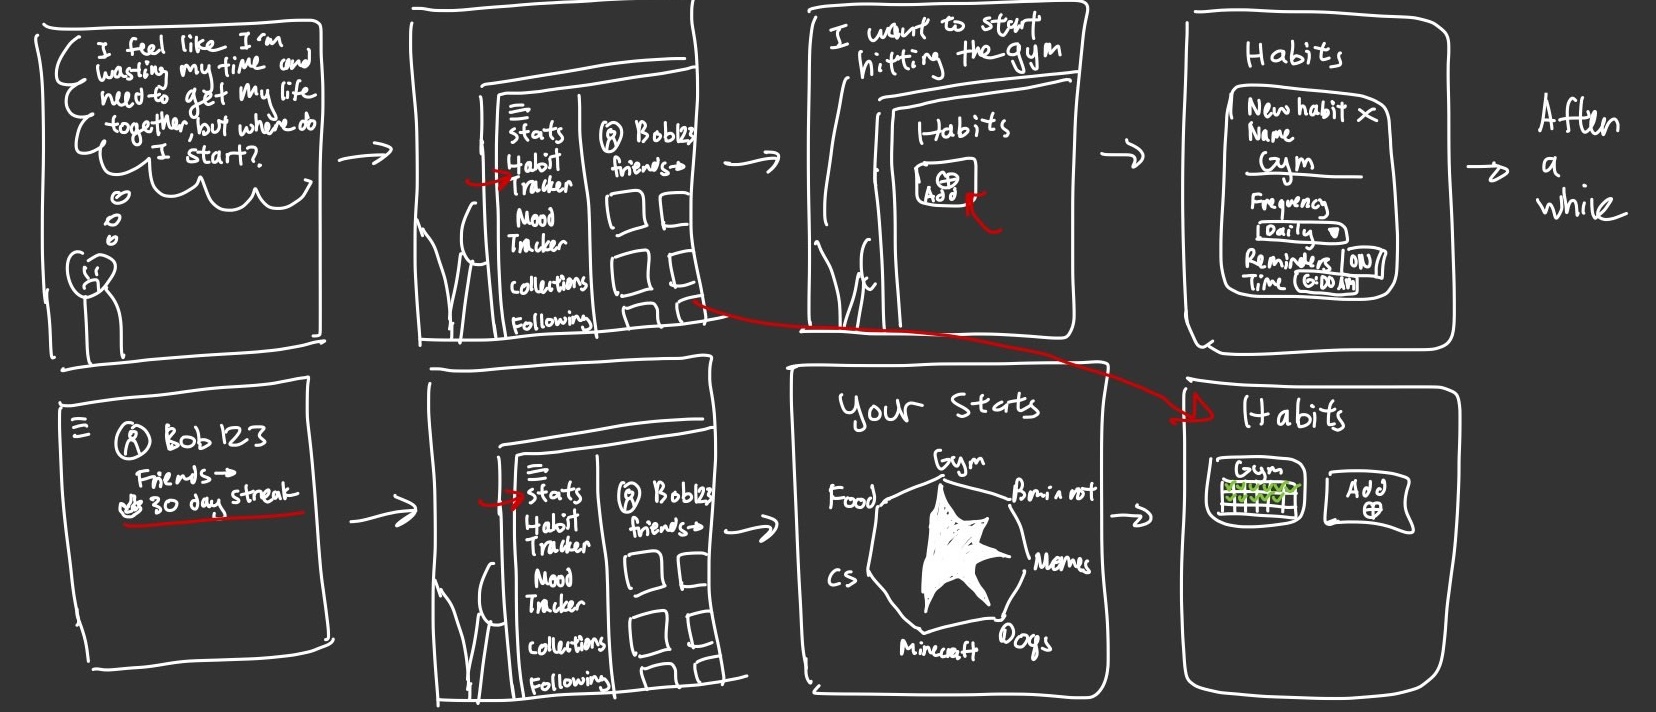 I feel like I'm
wasting my time and
need to get my life
together, but where do
I start?
Stats
Habit
Tracker
Mood
Tracker
Collections
Following
Bob123
friends→
I want to start
hitting the gym
Habits
Add
Habits
New habit X
Name
Gym
Frequency
Daily ▼
Reminders ON
Time 6:00 AM
After
a
while
Bob123
Friends→
30 day streak
Stats
Habit
Tracker
Mood
Tracker
Collections
Following
Bob123
friends→
Your Stats
Gym
Brain rot
Memes
Dogs
Minecraft
CS
Food
Habits
Gym
Add